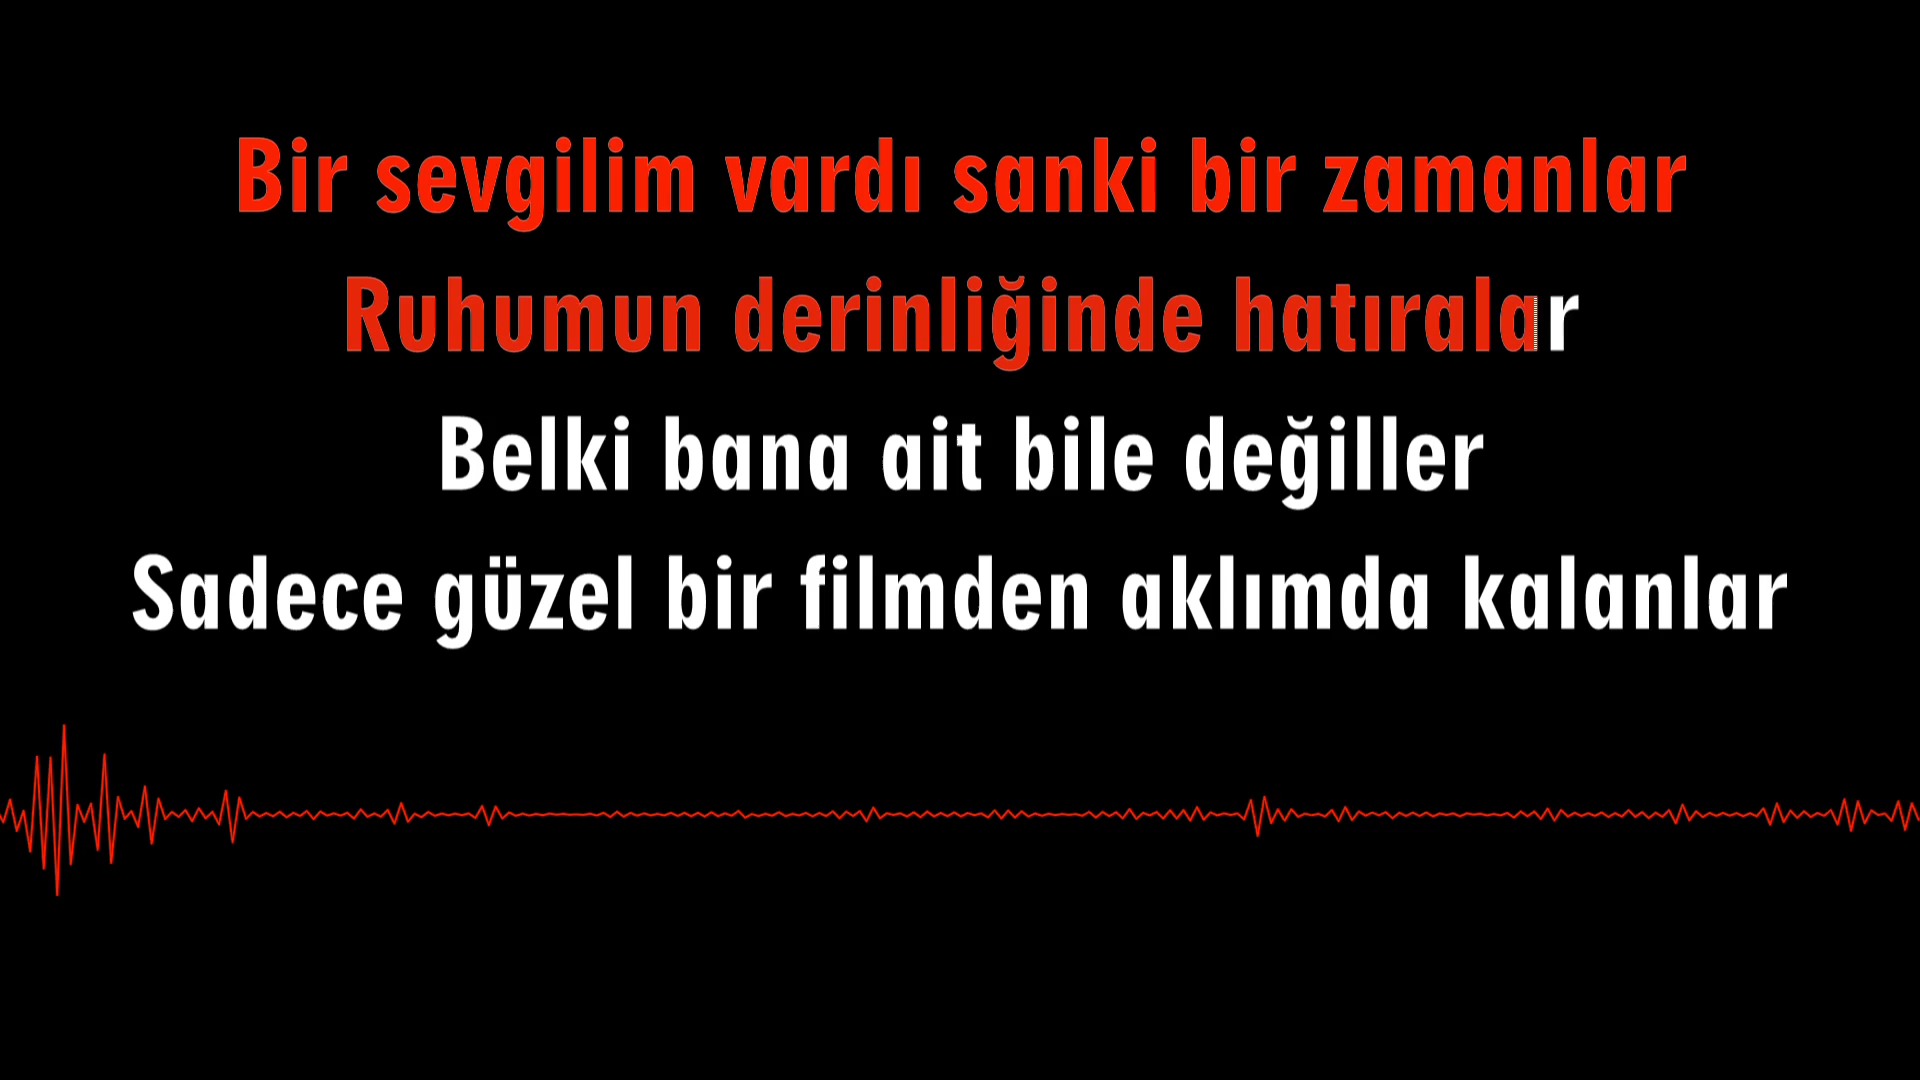 Bir sevgilim vardı sanki bir zamanlar
Ruhumun derinliğinde hatıralar
Belki bana ait bile değiller
Sadece güzel bir filmden aklımda kalanlar